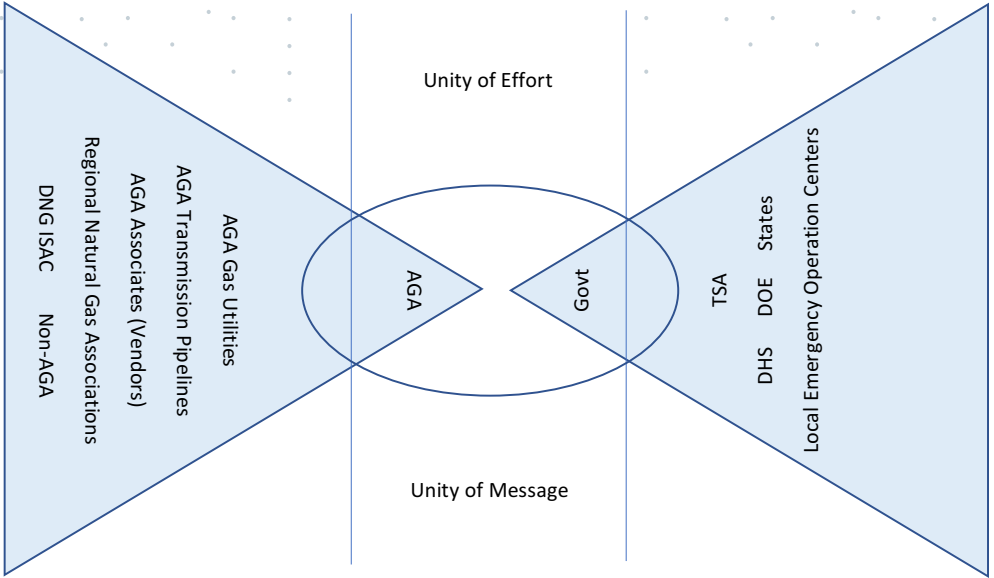 Unity of Effort
DNG ISAC Non-AGA
Regional Natural Gas Associations
AGA Associates (Vendors)
AGA Transmission Pipelines
AGA Gas Utilities
AGA
Govt
TSA
DHS DOE States
Local Emergency Operation Centers
Unity of Message